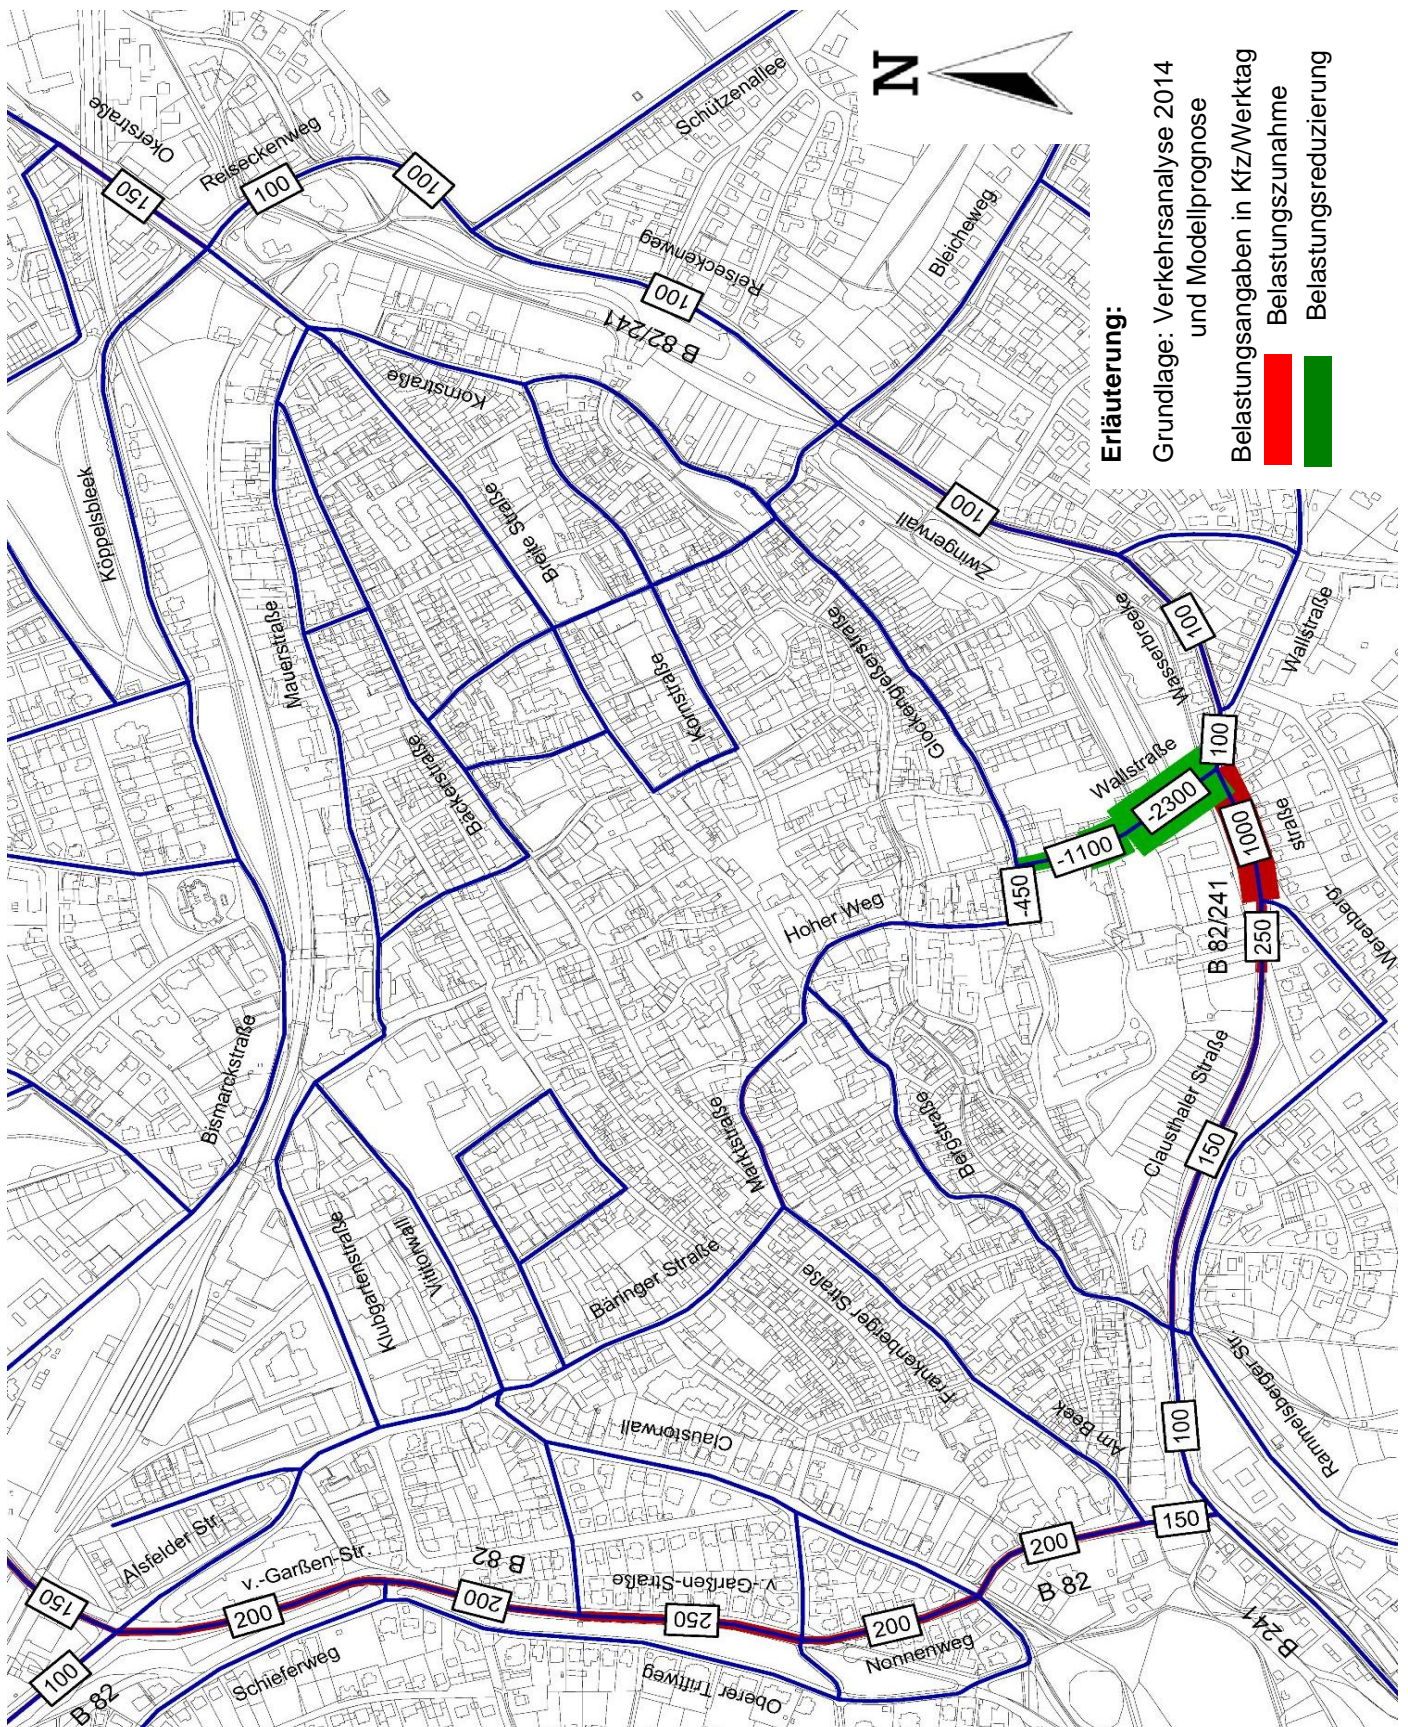 N
Erläuterung:
Grundlage: Verkehrsanalyse 2014
und Modellprognose
Belastungsangaben in Kfz/Werktag
Belastungszunahme
Belastungsreduzierung
Okerstraße
150
Reiseckenweg
100
100
Schützenallee
Reiseckenweg
100
B 82/241
Bleicheweg
Köppelsbleek
Kornstraße
Breite Straße
Mauerstraße
Bäckerstraße
Kornstraße
Glockengießerstraße
Zwingerwall
100
Wasserbreeke
100
Wallstraße
Wallstraße
100
-2300
-1100
-450
1000
250
B 82/241
Werenberg-
straße
Hoher Weg
Bismarckstraße
Marktstraße
Bergstraße
Clausthaler Straße
150
Klubgartenstraße
Vititorwall
Bäringer Straße
Frankenberger Straße
Am Beek
Rammelsberger Str.
100
150
200
B 82
B 241
Claustorwall
Alsfelder Str.
v.-Garßen-Str.
B 82
v.-Garßen-Straße
150
100
B 82
200
200
250
200
Schieferweg
Oberer Triftweg
Nonnenweg